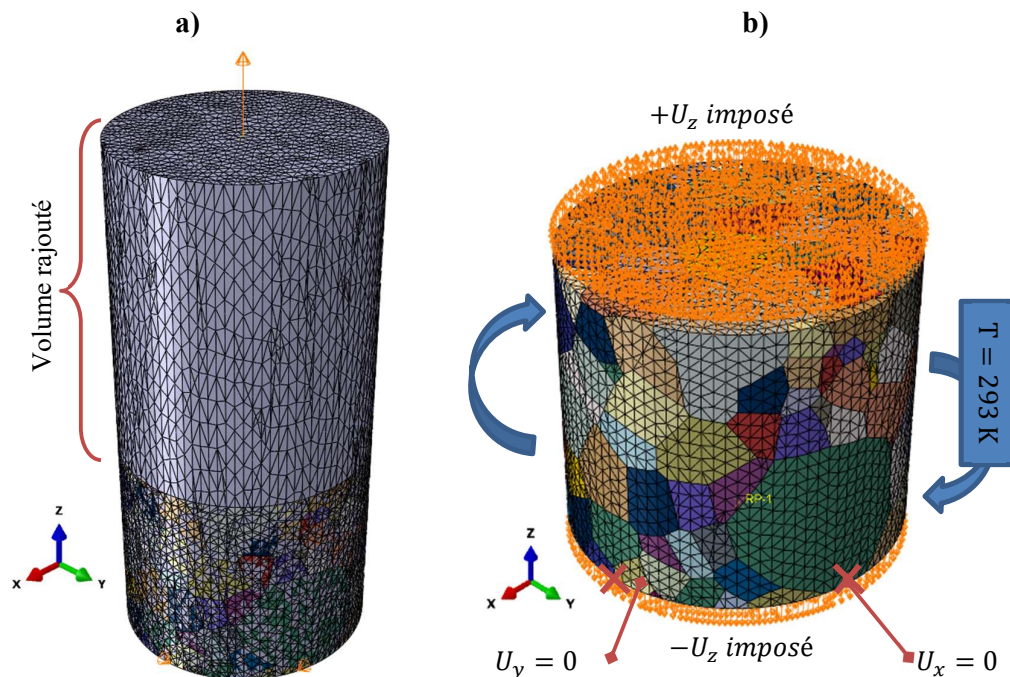 a)
b)
+U_z imposé
Volume rajouté
T = 293 K
RP-1
Z
X
Y
Z
X
Y
U_y = 0
−U_z imposé
U_x = 0